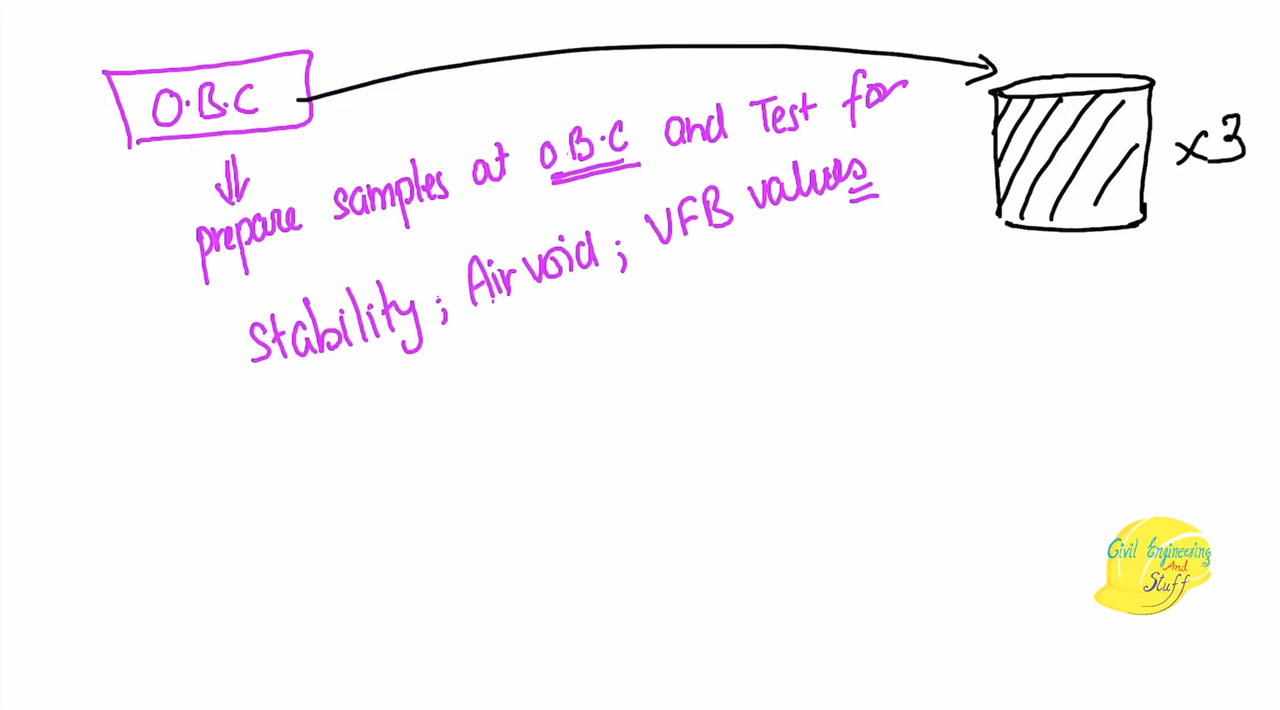 O.B.C
prepare samples at O.B.C and Test for
Stability; Air void; VFB values
x3
Civil Engineering
And
Stuff